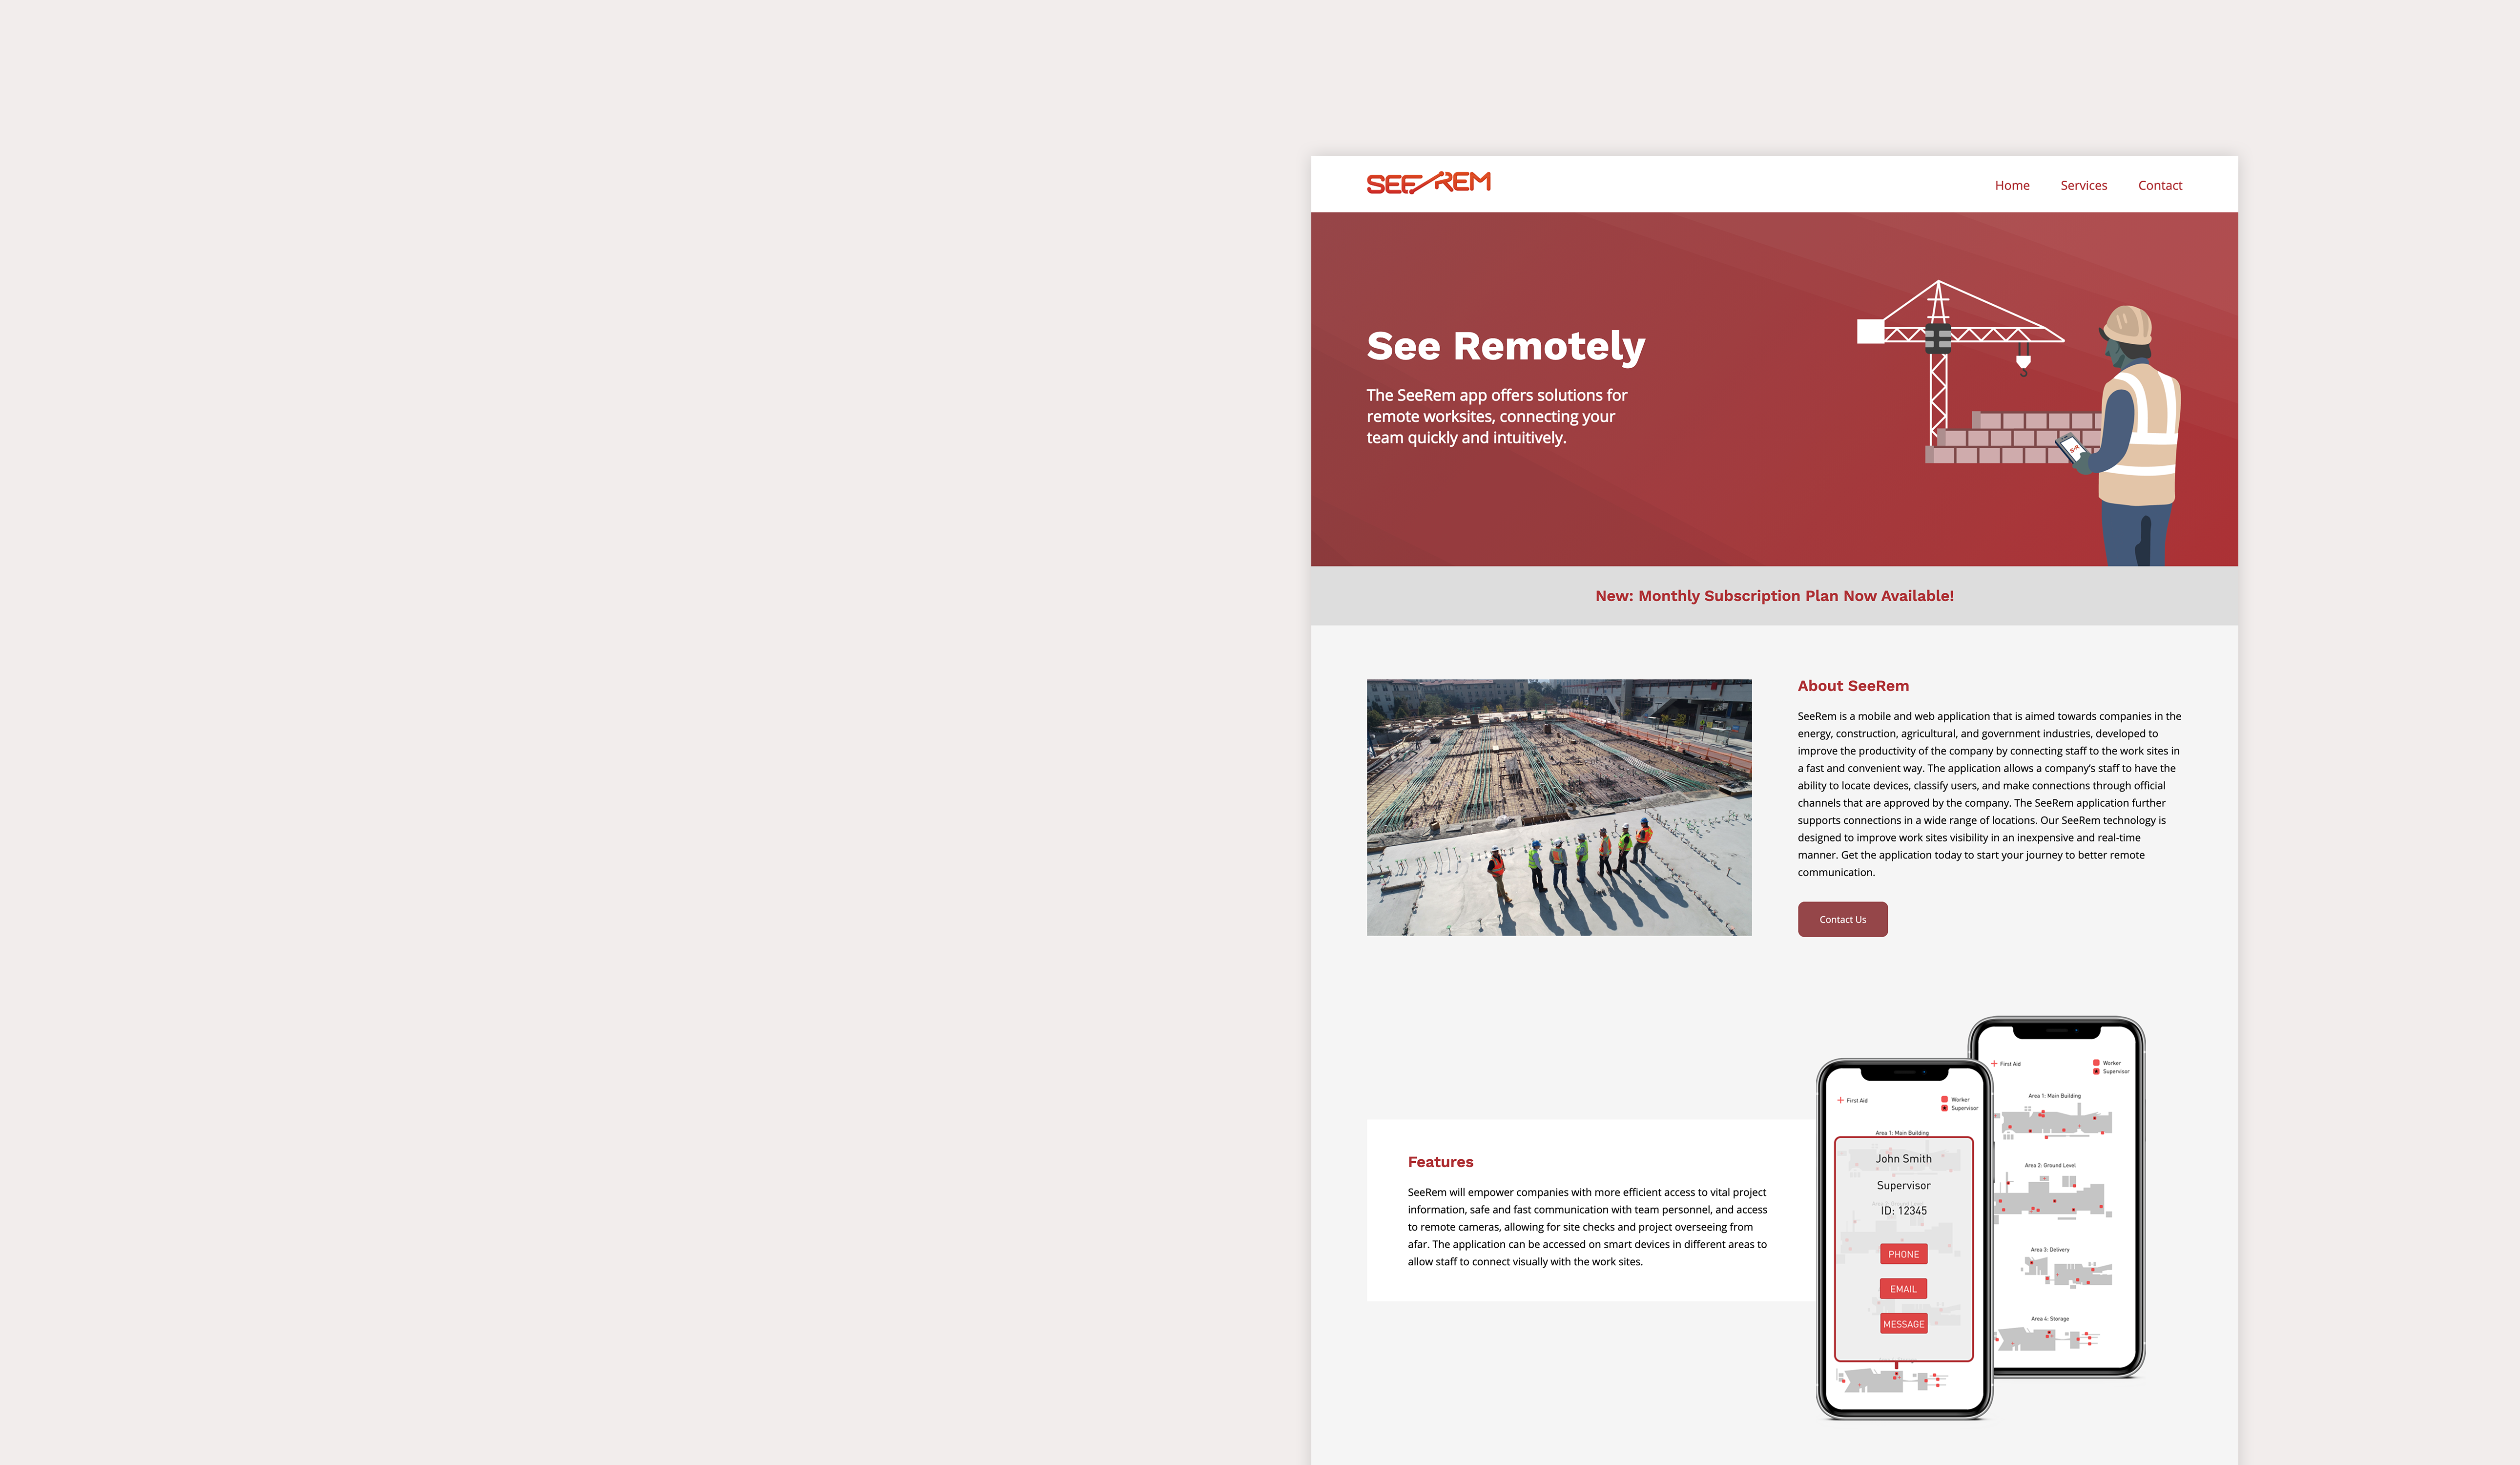 SEEREM
Home Services Contact
See Remotely
The SeeRem app offers solutions for
remote worksites, connecting your
team quickly and intuitively.
New: Monthly Subscription Plan Now Available!
About SeeRem
SeeRem is a mobile and web application that is aimed towards companies in the
energy, construction, agricultural, and government industries, developed to
improve the productivity of the company by connecting staff to the work sites in
a fast and convenient way. The application allows a company's staff to have the
ability to locate devices, classify users, and make connections through official
channels that are approved by the company. The SeeRem application further
supports connections in a wide range of locations. Our SeeRem technology is
designed to improve work sites visibility in an inexpensive and real-time
manner. Get the application today to start your journey to better remote
communication.
Contact Us
Features
SeeRem will empower companies with more efficient access to vital project
information, safe and fast communication with team personnel, and access
to remote cameras, allowing for site checks and project overseeing from
afar. The application can be accessed on smart devices in different areas to
allow staff to connect visually with the work sites.
First Aid
Worker
Supervisor
Area 1: Main Building
John Smith
Supervisor
ID: 12345
PHONE
EMAIL
MESSAGE
First Aid
Worker
Supervisor
Area 1: Main Building
Area 2: Ground Level
Area 3: Delivery
Area 4: Storage